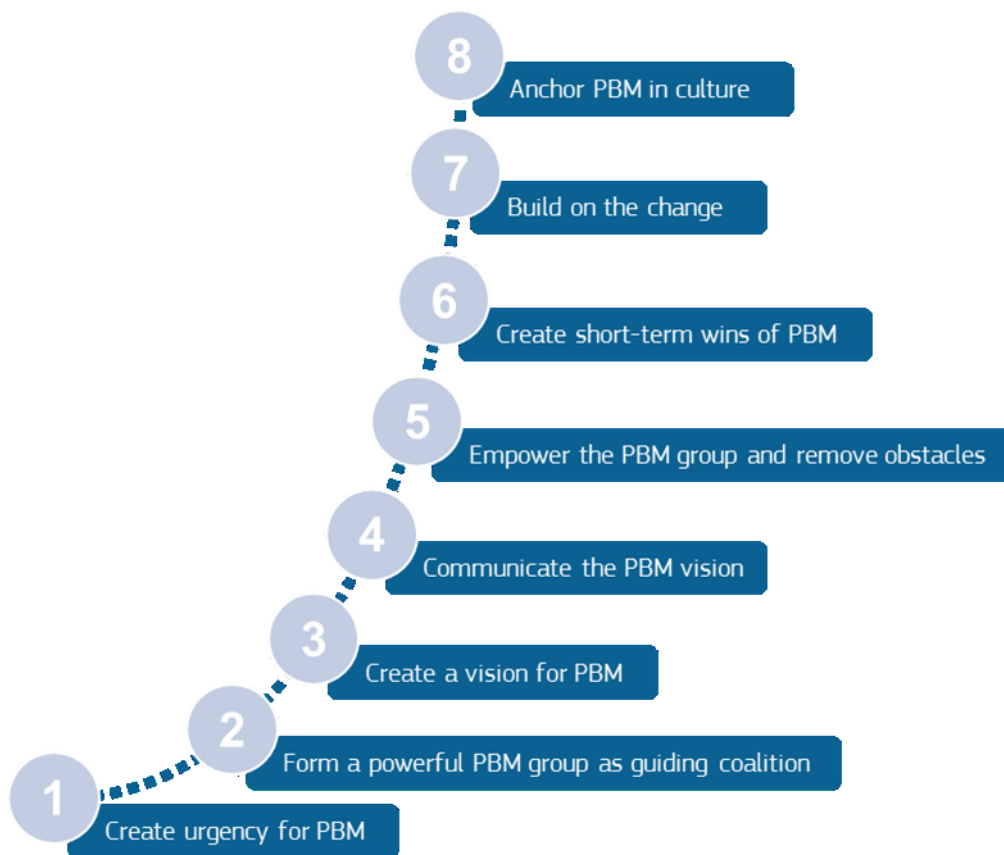 8
Anchor PBM in culture
7
Build on the change
6
Create short-term wins of PBM
5
Empower the PBM group and remove obstacles
4
Communicate the PBM vision
3
Create a vision for PBM
2
Form a powerful PBM group as guiding coalition
1
Create urgency for PBM